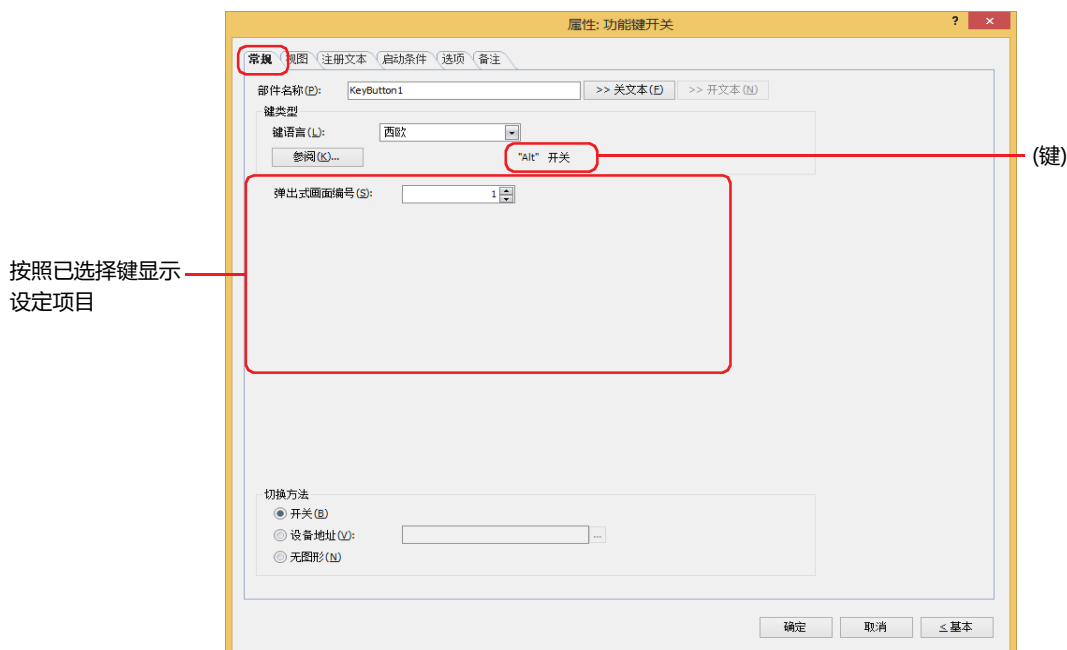 属性: 功能键开关
? ×
常规 视图 注册文本 启动条件 选项 备注
部件名称(P): KeyButton1 >> 关文本(F) >> 开文本(N)
键类型
键语言(L): 西欧
参阅(K)... "Alt" 开关
(键)
弹出式画面编号(S): 1
按照已选择键显示
设定项目
切换方法
开关(B)
设备地址(V): ...
无图形(N)
确定 取消 ≤基本